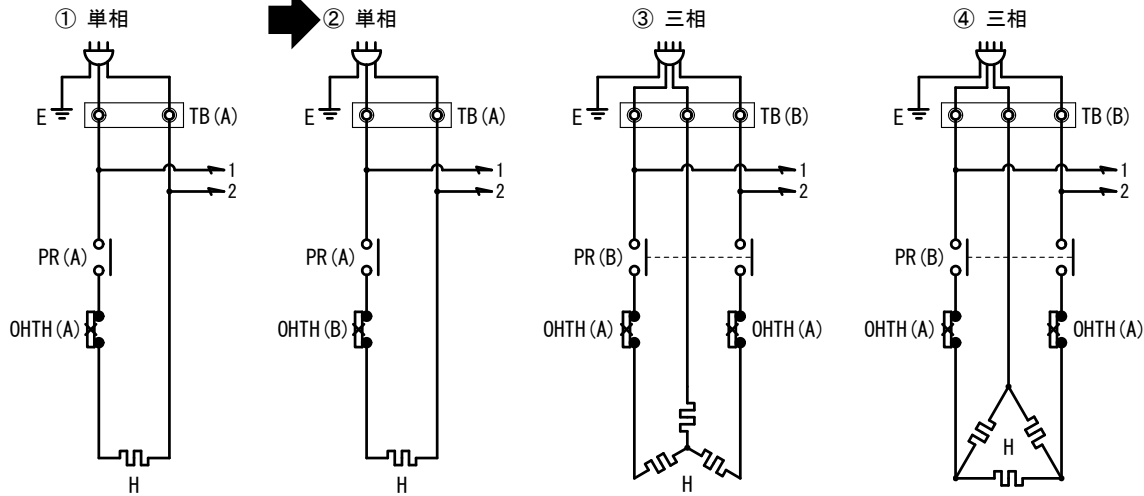 ① 単相
② 単相
③ 三相
④ 三相
E
TB(A)
E
TB(A)
E
TB(B)
E
TB(B)
1
2
1
2
1
2
1
2
PR(A)
PR(A)
PR(B)
PR(B)
OHTH(A)
OHTH(B)
OHTH(A)
OHTH(A)
OHTH(A)
OHTH(A)
H
H
H
H